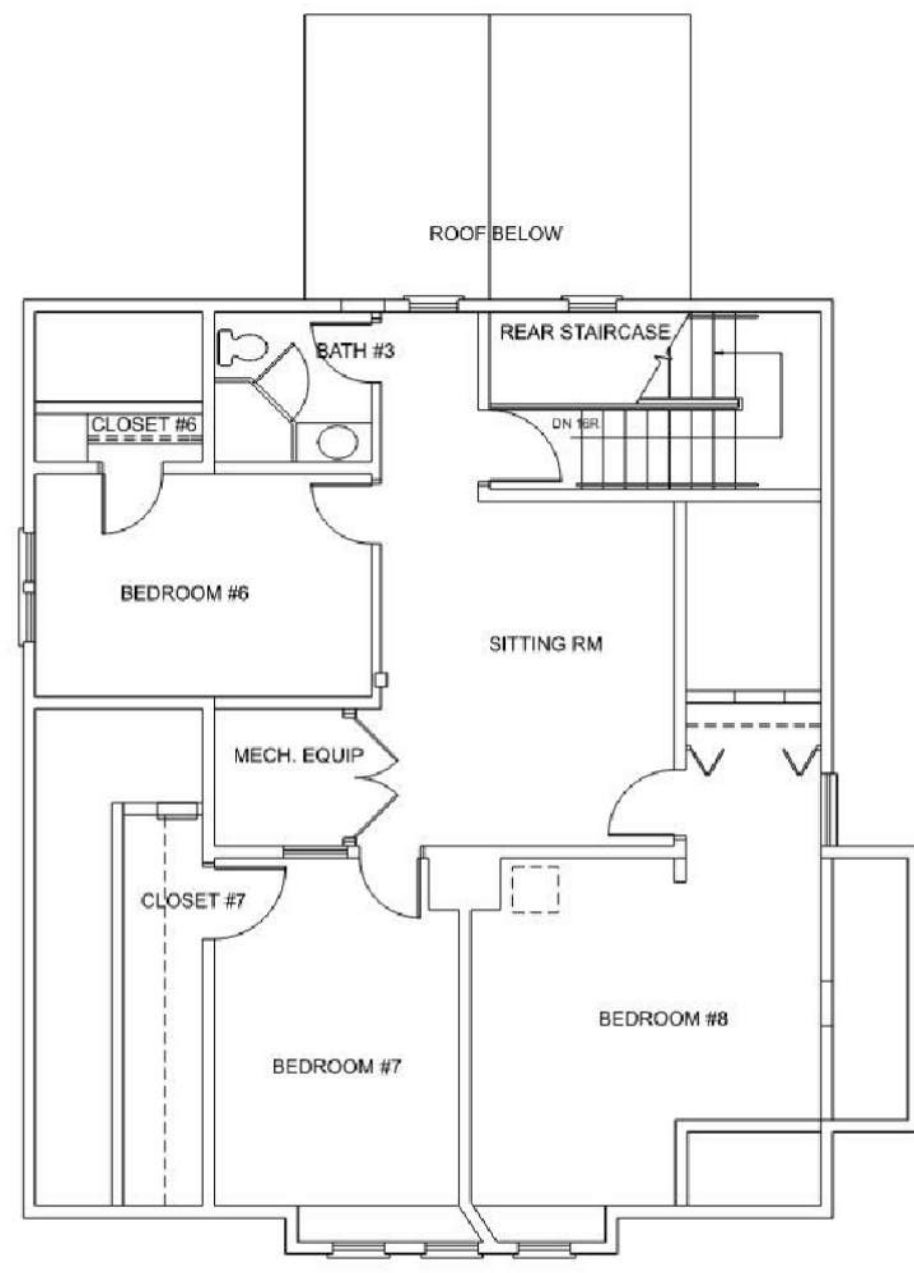 ROOF BELOW
REAR STAIRCASE
BATH #3
CLOSET #6
DN 16R
BEDROOM #6
SITTING RM
MECH. EQUIP
CLOSET #7
BEDROOM #8
BEDROOM #7